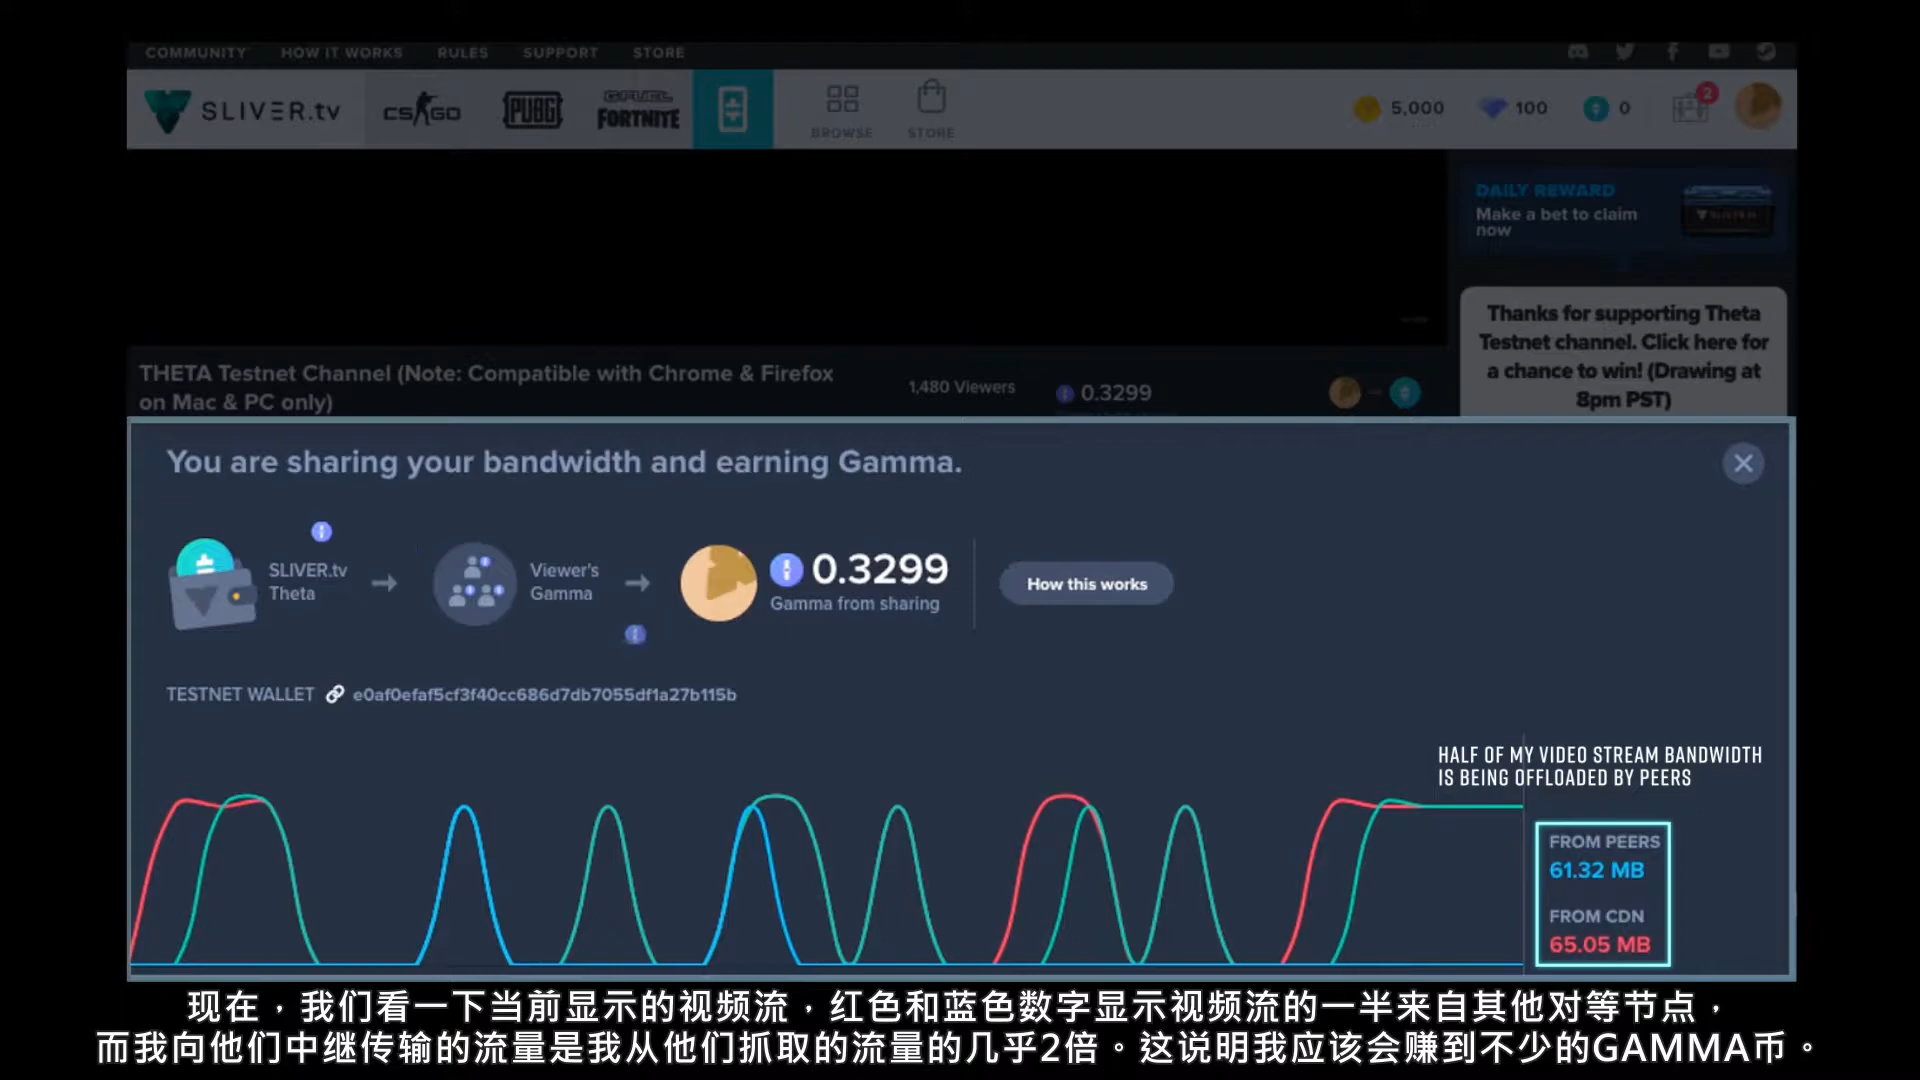 COMMUNITY HOW IT WORKS RULES SUPPORT STORE
SLIVER.tv CS:GO PUBG G FUEL FORTNITE BROWSE STORE 5,000 100 0 2
DAILY REWARD
Make a bet to claim
now
Thanks for supporting Theta
Testnet channel. Click here for
a chance to win! (Drawing at
8pm PST)
THETA Testnet Channel (Note: Compatible with Chrome & Firefox
on Mac & PC only)
1,480 Viewers
0.3299
You are sharing your bandwidth and earning Gamma.
SLIVER.tv
Theta
Viewer's
Gamma
0.3299
Gamma from sharing
How this works
TESTNET WALLET e0af0efaf5cf3f40cc686d7db7055df1a27b115b
HALF OF MY VIDEO STREAM BANDWIDTH
IS BEING OFFLOADED BY PEERS
FROM PEERS
61.32 MB
FROM CDN
65.05 MB
现在，我们看一下当前显示的视频流，红色和蓝色数字显示视频流的一半来自其他对等节点，
而我向他们中继传输的流量是我从他们抓取的流量的几乎2倍。这说明我应该会赚到不少的GAMMA币。